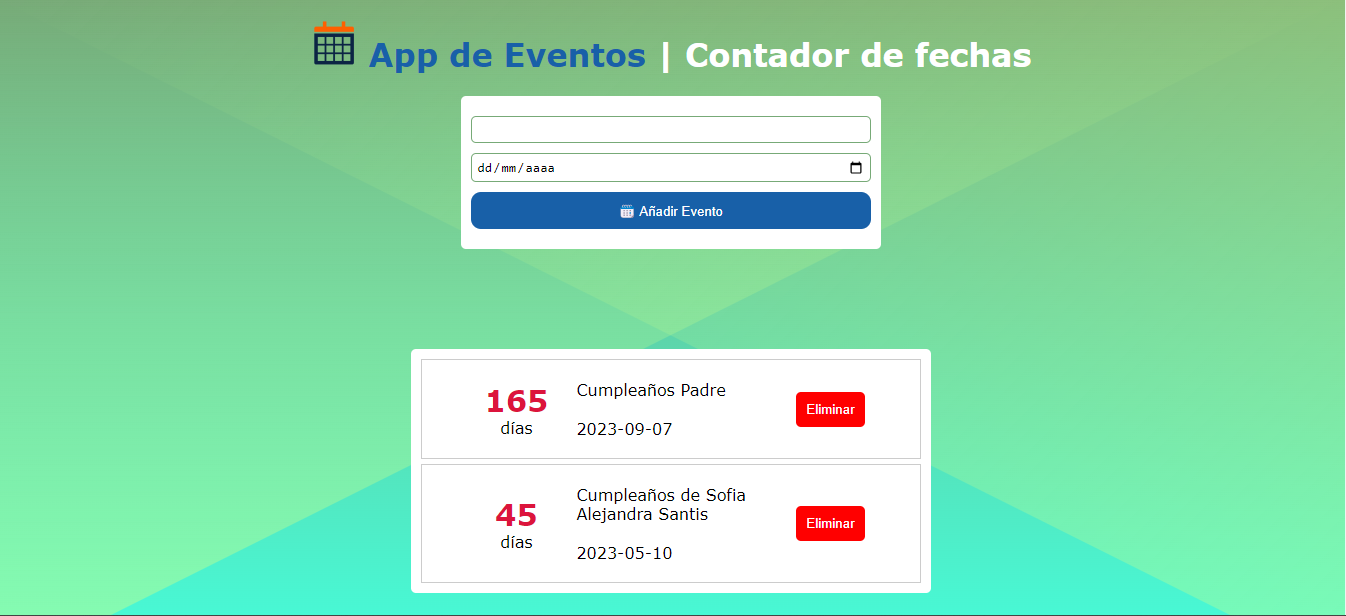 App de Eventos | Contador de fechas
dd/mm/aaaa
Añadir Evento
165
días
Cumpleaños Padre
2023-09-07
Eliminar
45
días
Cumpleaños de Sofia
Alejandra Santis
2023-05-10
Eliminar